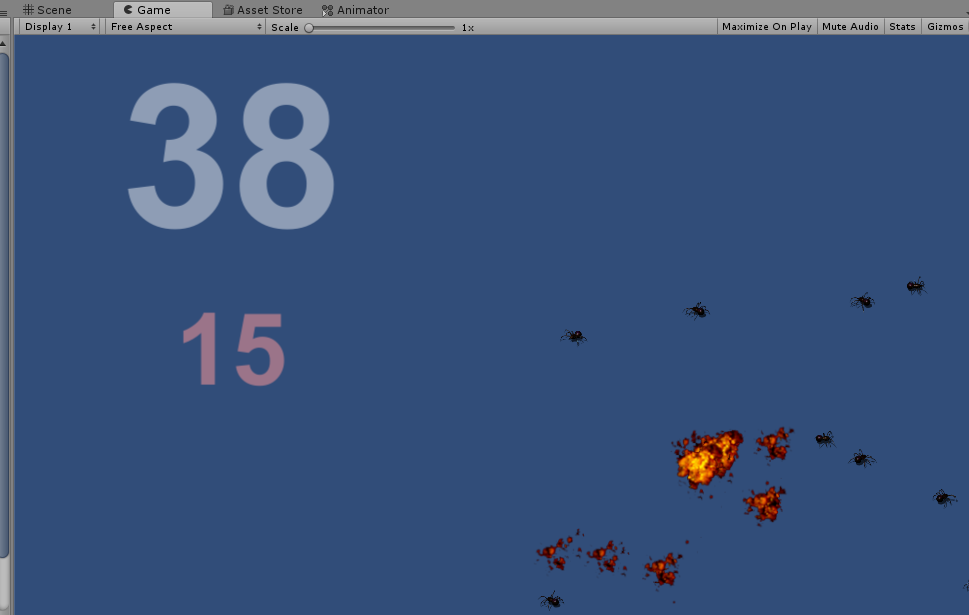 Scene Game Asset Store Animator
Display 1 Free Aspect Scale 1x Maximize On Play Mute Audio Stats Gizmos
38
15